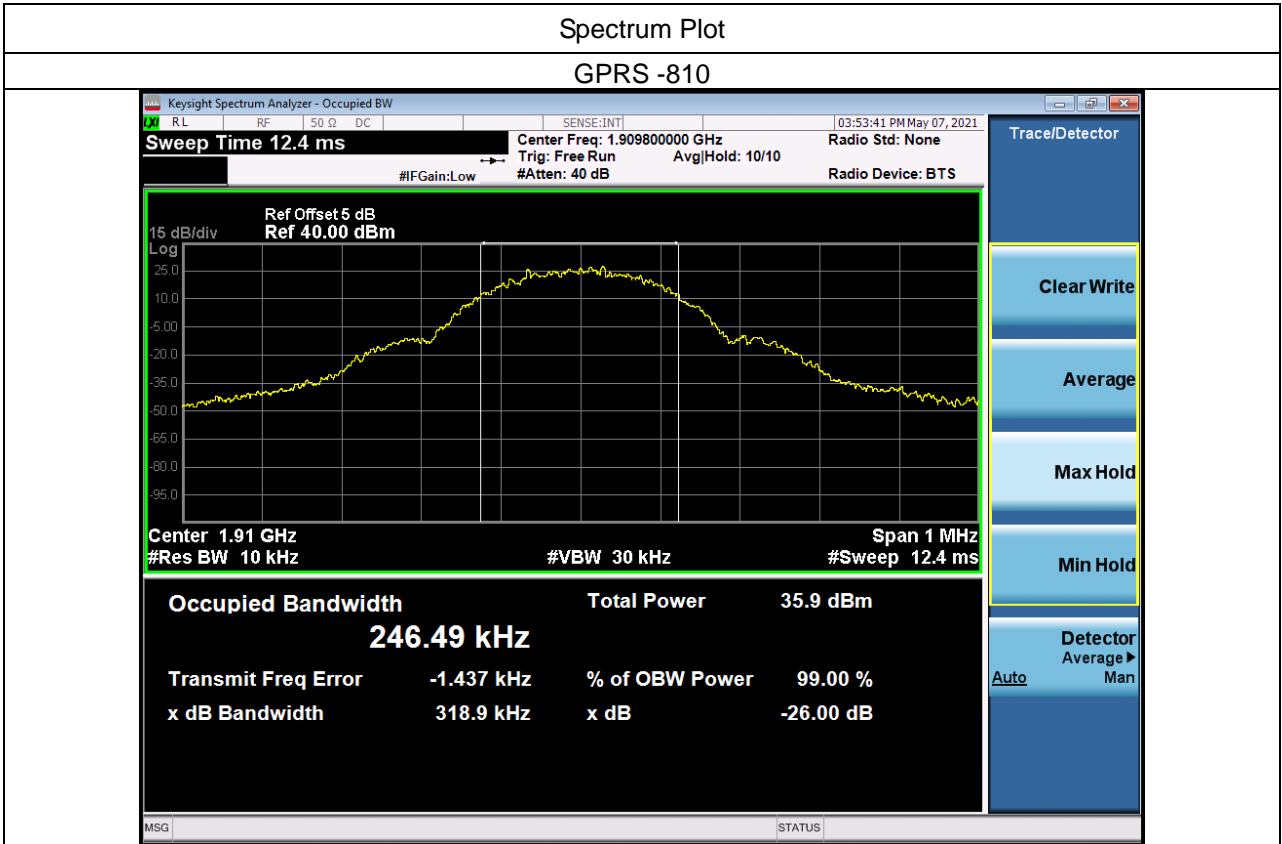 Spectrum Plot
GPRS -810
Keysight Spectrum Analyzer - Occupied BW
LXI RL RF 50 Ω DC SENSE:INT 03:53:41 PM May 07, 2021
Sweep Time 12.4 ms Center Freq: 1.909800000 GHz Radio Std: None
Trig: Free Run Avg|Hold: 10/10
#IFGain:Low #Atten: 40 dB Radio Device: BTS
Ref Offset 5 dB
15 dB/div Ref 40.00 dBm
Log
25.0
10.0
-5.00
-20.0
-35.0
-50.0
-65.0
-80.0
-95.0
Center 1.91 GHz Span 1 MHz
#Res BW 10 kHz #VBW 30 kHz #Sweep 12.4 ms
Occupied Bandwidth Total Power 35.9 dBm
246.49 kHz
Transmit Freq Error -1.437 kHz % of OBW Power 99.00 %
x dB Bandwidth 318.9 kHz x dB -26.00 dB
MSG STATUS
Trace/Detector
Clear Write
Average
Max Hold
Min Hold
Detector
Average▶
Auto Man